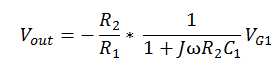 V_out = − R_2/R_1 * 1/(1 + JωR_2C_1) V_G1